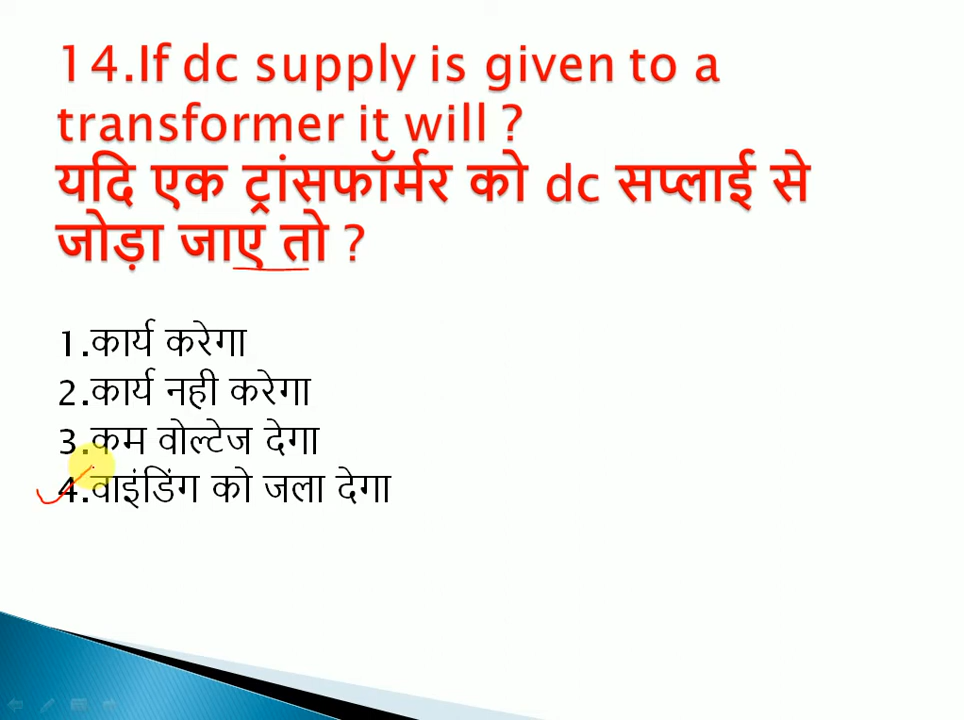 14.If dc supply is given to a
transformer it will ?
यदि एक ट्रांसफॉर्मर को dc सप्लाई से
जोड़ा जाए तो ?
1.कार्य करेगा
2.कार्य नही करेगा
3.कम वोल्टेज देगा
4.वाइंडिंग को जला देगा